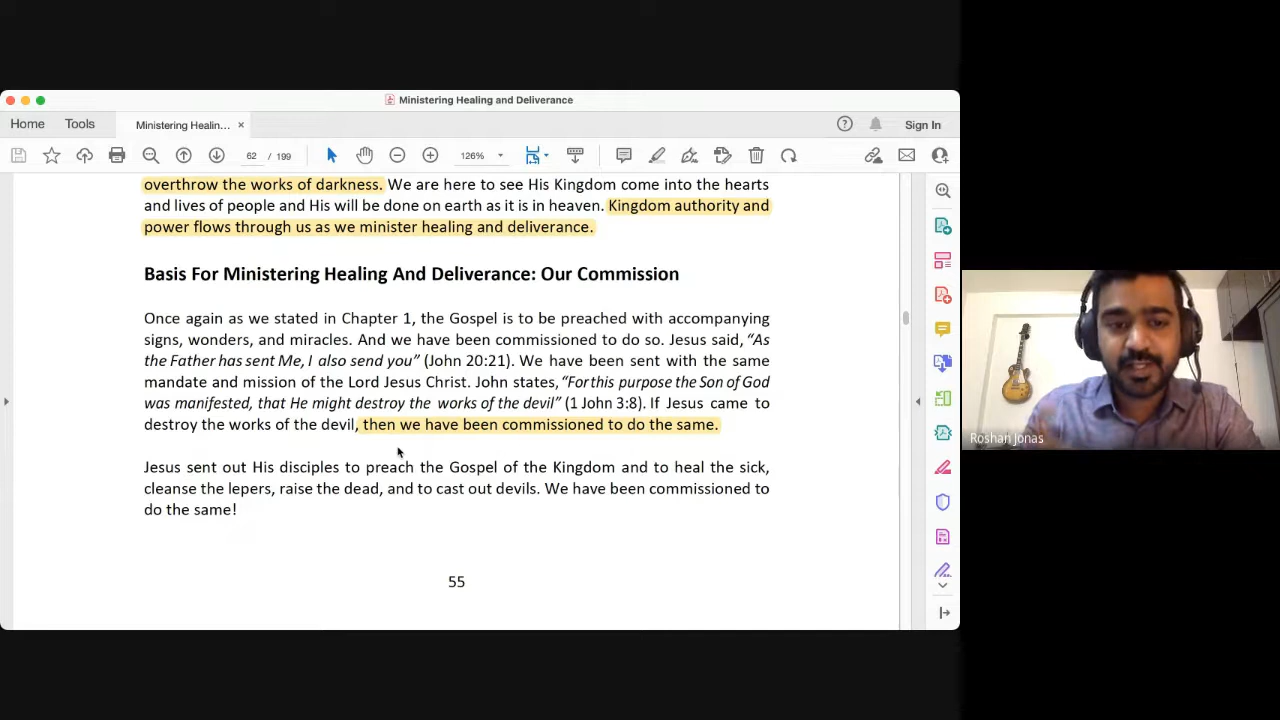 Ministering Healing and Deliverance
Home Tools Ministering Healin... × Sign In
62 / 199 126%
overthrow the works of darkness. We are here to see His Kingdom come into the hearts
and lives of people and His will be done on earth as it is in heaven. Kingdom authority and
power flows through us as we minister healing and deliverance.
Basis For Ministering Healing And Deliverance: Our Commission
Once again as we stated in Chapter 1, the Gospel is to be preached with accompanying
signs, wonders, and miracles. And we have been commissioned to do so. Jesus said, “As
the Father has sent Me, I also send you” (John 20:21). We have been sent with the same
mandate and mission of the Lord Jesus Christ. John states, “For this purpose the Son of God
was manifested, that He might destroy the works of the devil” (1 John 3:8). If Jesus came to
destroy the works of the devil, then we have been commissioned to do the same.
Jesus sent out His disciples to preach the Gospel of the Kingdom and to heal the sick,
cleanse the lepers, raise the dead, and to cast out devils. We have been commissioned to
do the same!
55
Roshan Jonas